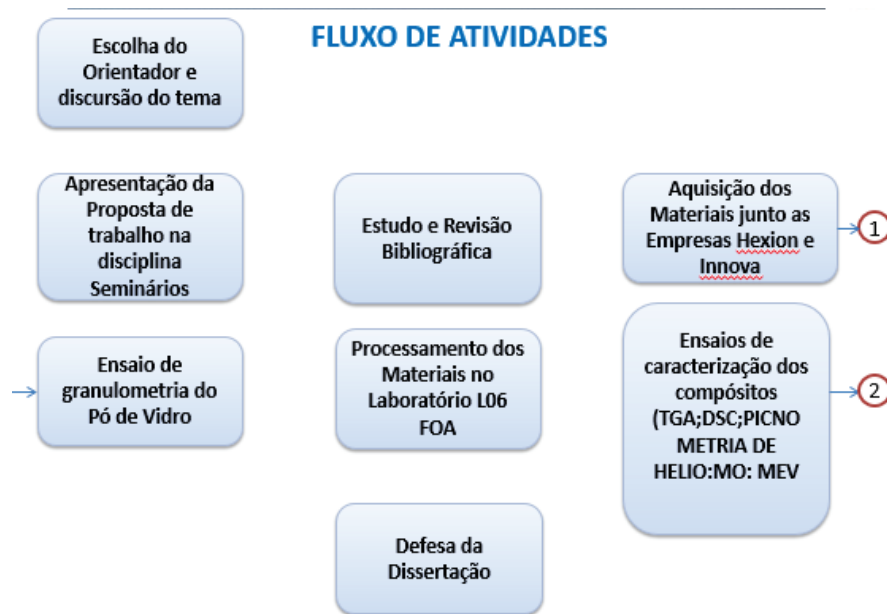 FLUXO DE ATIVIDADES
Escolha do
Orientador e
discursão do tema
Apresentação da
Proposta de
trabalho na
disciplina
Seminários
Estudo e Revisão
Bibliográfica
Aquisição dos
Materiais junto as
Empresas Hexion e
Innova
1
Ensaio de
granulometria do
Pó de Vidro
Processamento dos
Materiais no
Laboratório L06
FOA
Ensaios de
caracterização dos
compósitos
(TGA;DSC;PICNO
METRIA DE
HELIO:MO: MEV
2
Defesa da
Dissertação